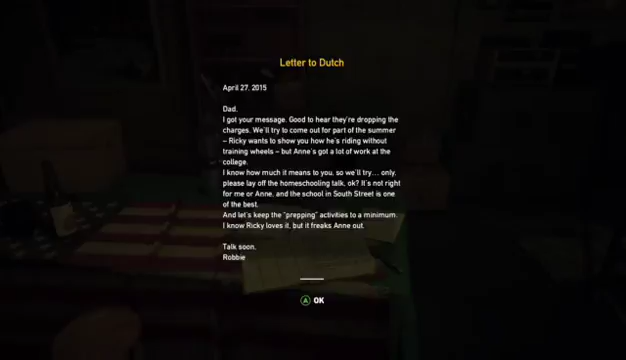 Letter to Dutch
April 27, 2015
Dad,
I got your message. Good to hear they're dropping the
charges. We'll try to come out for part of the summer
– Ricky wants to show you how he's riding without
training wheels – but Anne's got a lot of work at the
college.
I know how much it means to you, so we'll try... only,
please lay off the homeschooling talk, ok? It's not right
for me or Anne, and the school in South Street is one
of the best.
And let's keep the "prepping" activities to a minimum.
I know Ricky loves it, but it freaks Anne out.
Talk soon,
Robbie
A OK